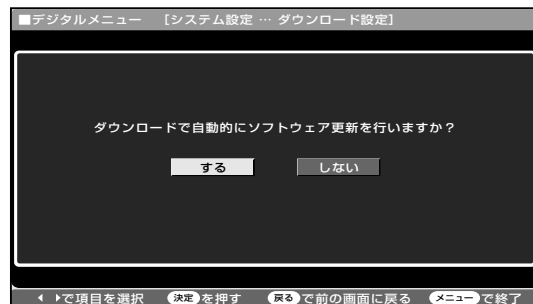 ■デジタルメニュー [システム設定 … ダウンロード設定]
ダウンロードで自動的にソフトウェア更新を行いますか？
する しない
で項目を選択 決定を押す 戻るで前の画面に戻る メニューで終了